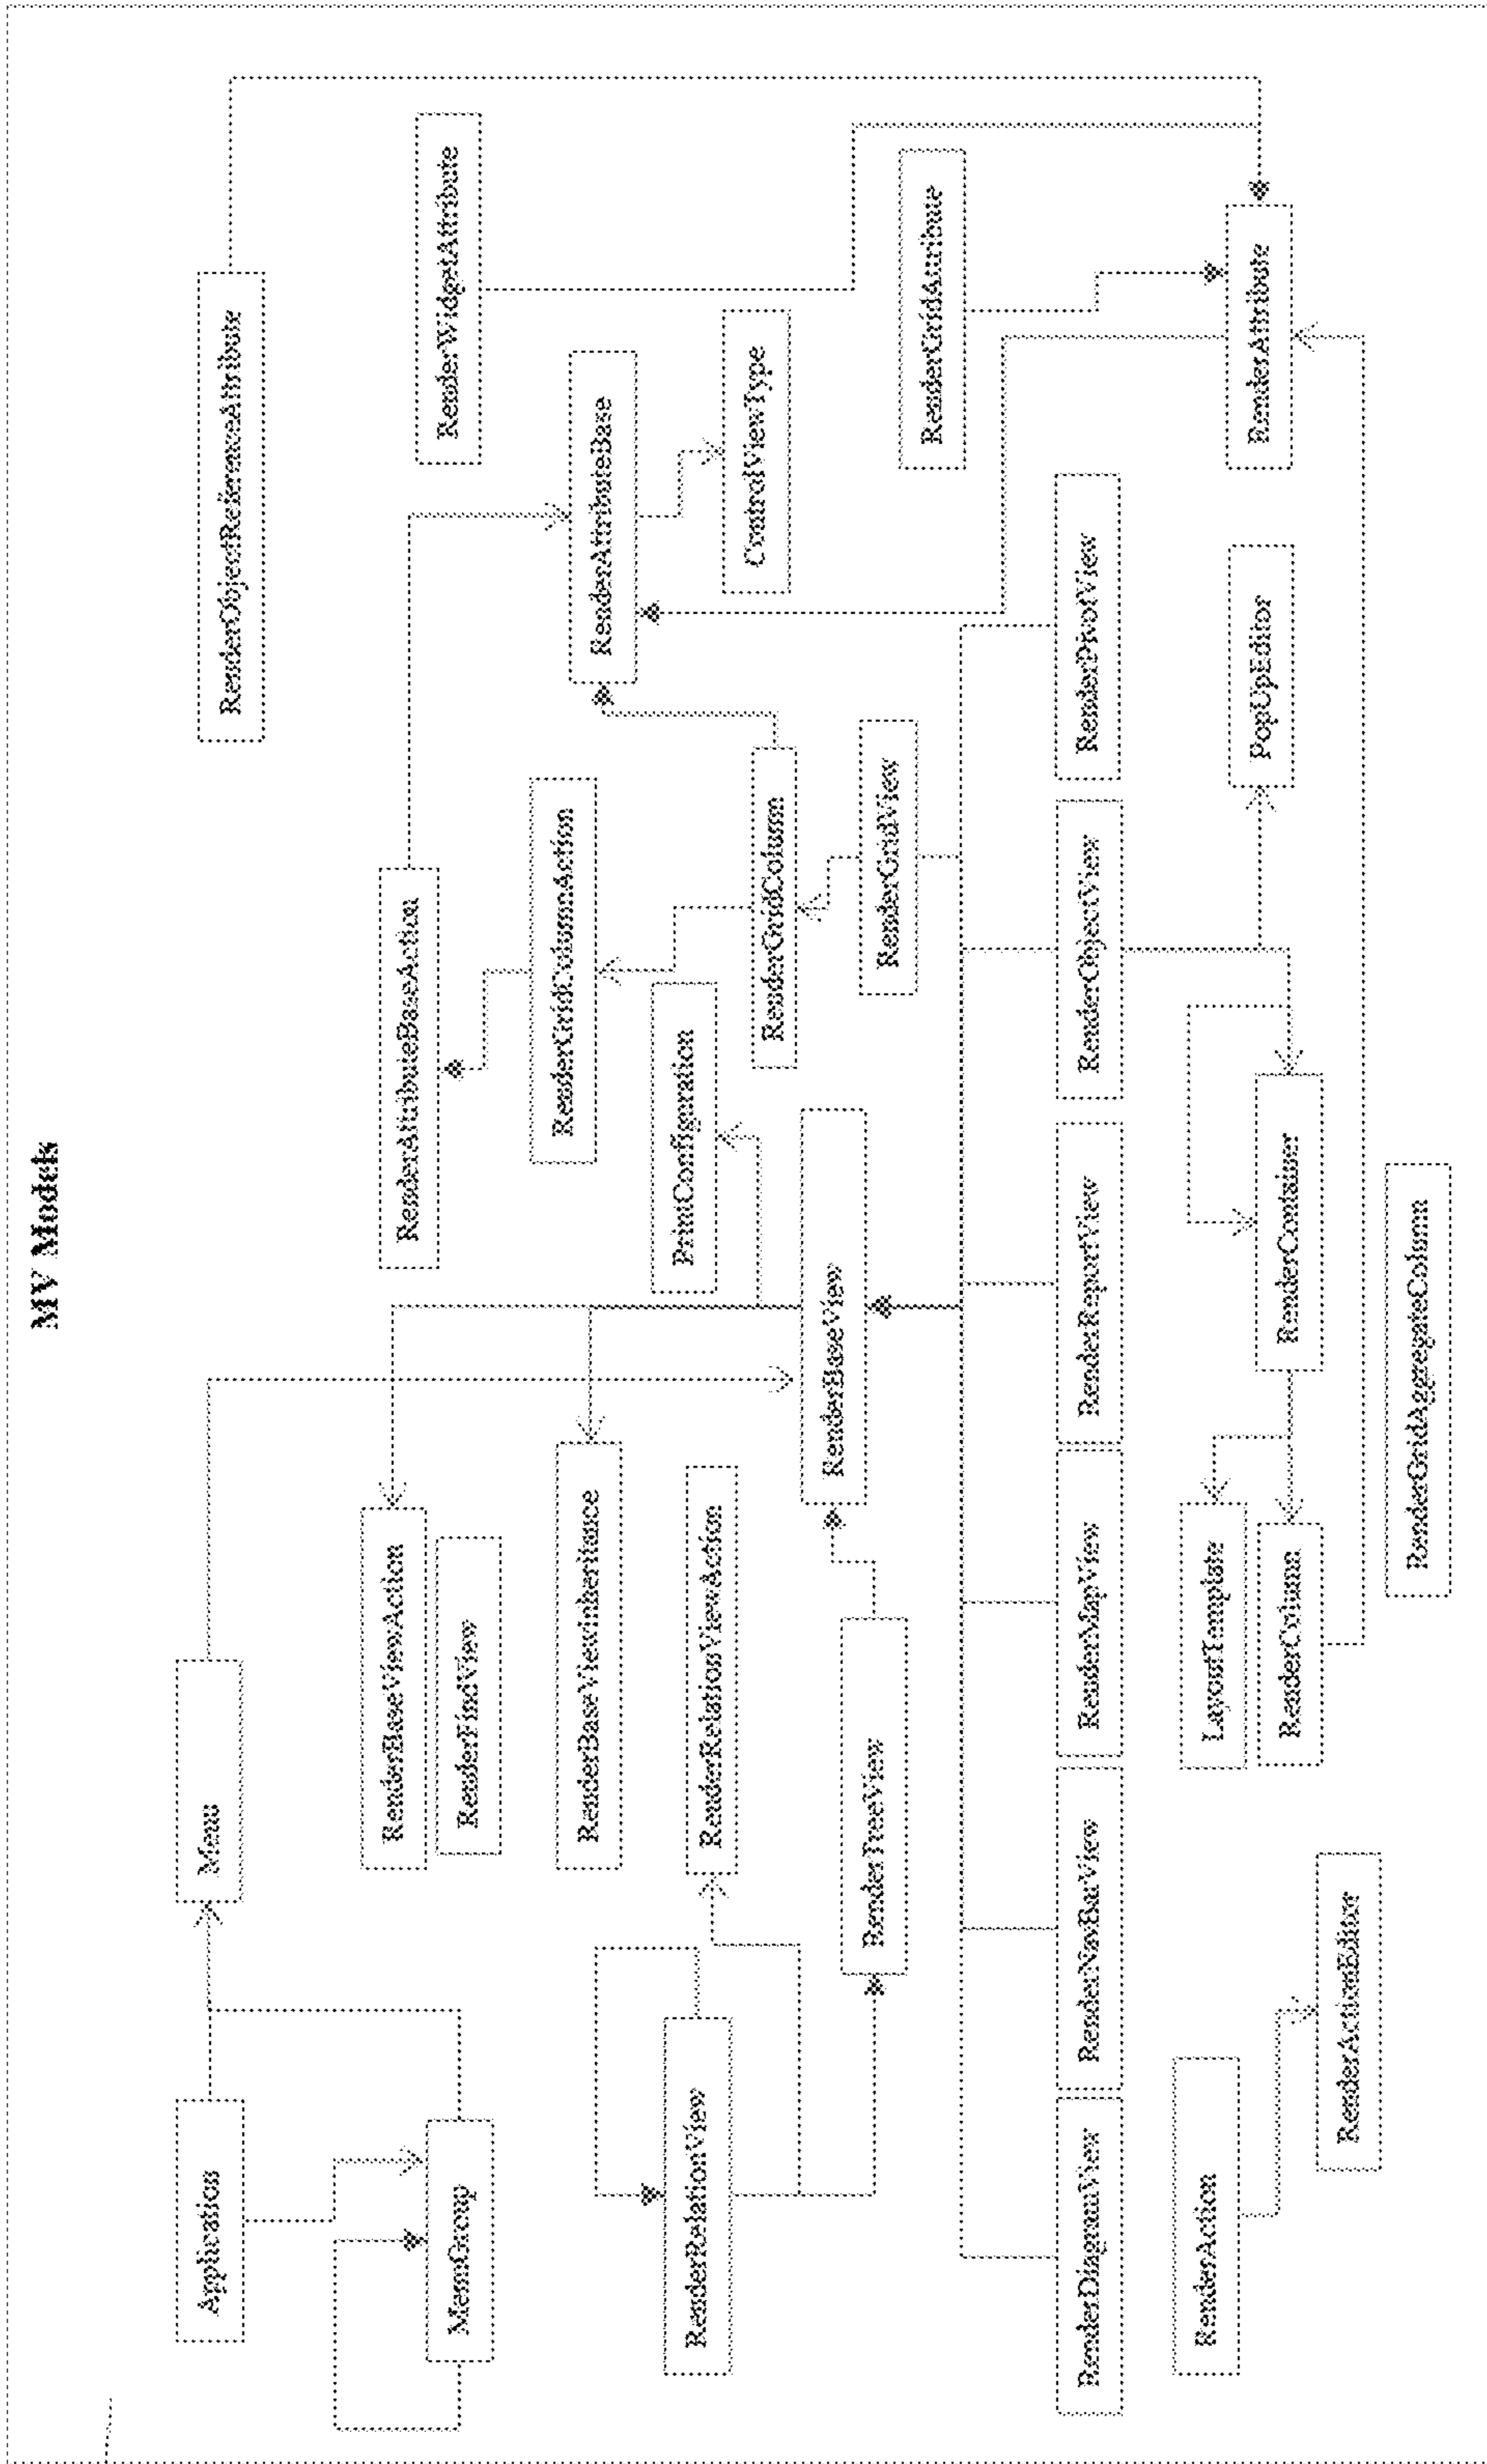 MV Models
Application
Menu
RenderObjectReferenceAttribute
RenderAttributeBaseAction
RenderBaseViewAction
RenderWidgetAttribute
MenuGroup
RenderFindView
RenderGridColumnAction
RenderAttributeBase
RenderBaseViewInheritance
PrintConfiguration
RenderRelationView
RenderRelationViewAction
ControlViewType
RenderGridColumn
RenderBaseView
RenderTreeView
RenderGridView
RenderGridAttribute
RenderDiagramView
RenderNavBarView
RenderMapView
RenderReportView
RenderObjectView
RenderPivotView
RenderAction
LayoutTemplate
RenderColumn
RenderContainer
PopUpEditor
RenderAttribute
RenderActionEditor
RenderGridAggregateColumn